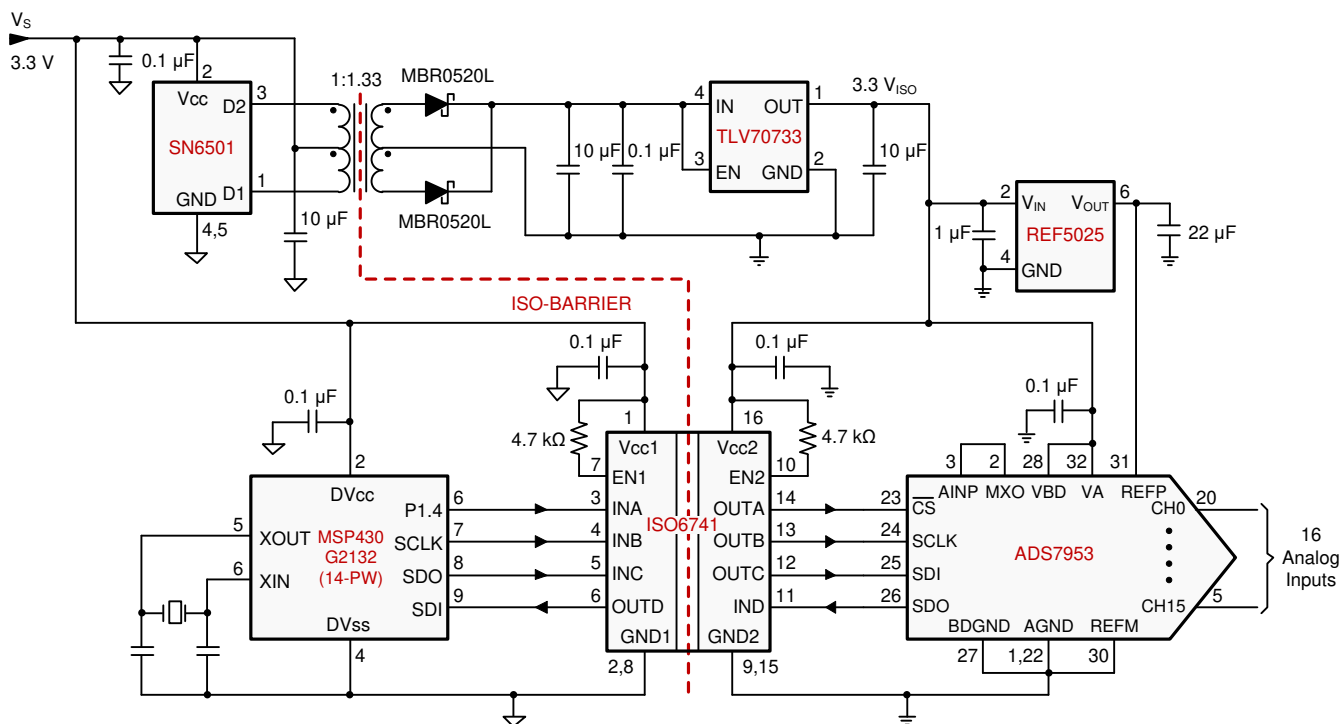 VS
3.3 V
0.1 µF
2
Vcc
D2
3
SN6501
GND
D1
1
4,5
10 µF
1:1.33
MBR0520L
MBR0520L
10 µF
0.1 µF
4
IN
OUT
1
TLV70733
3
EN
GND
2
3.3 VISO
10 µF
2
VIN
VOUT
6
1 µF
REF5025
4
GND
22 µF
ISO-BARRIER
0.1 µF
0.1 µF
0.1 µF
0.1 µF
4.7 kΩ
4.7 kΩ
2
DVcc
5
XOUT
6
XIN
MSP430
G2132
(14-PW)
P1.4
6
SCLK
7
SDO
8
SDI
9
DVss
4
1
Vcc1
7
EN1
3
INA
4
INB
5
INC
6
OUTD
GND1
2,8
ISO6741
16
Vcc2
EN2
10
OUTA
14
OUTB
13
OUTC
12
IND
11
GND2
9,15
3
2
28
32
31
AINP
MXO
VBD
VA
REFP
23
CS
24
SCLK
25
SDI
26
SDO
ADS7953
CH0
20
CH15
5
BDGND
AGND
REFM
27
1,22
30
16
Analog
Inputs